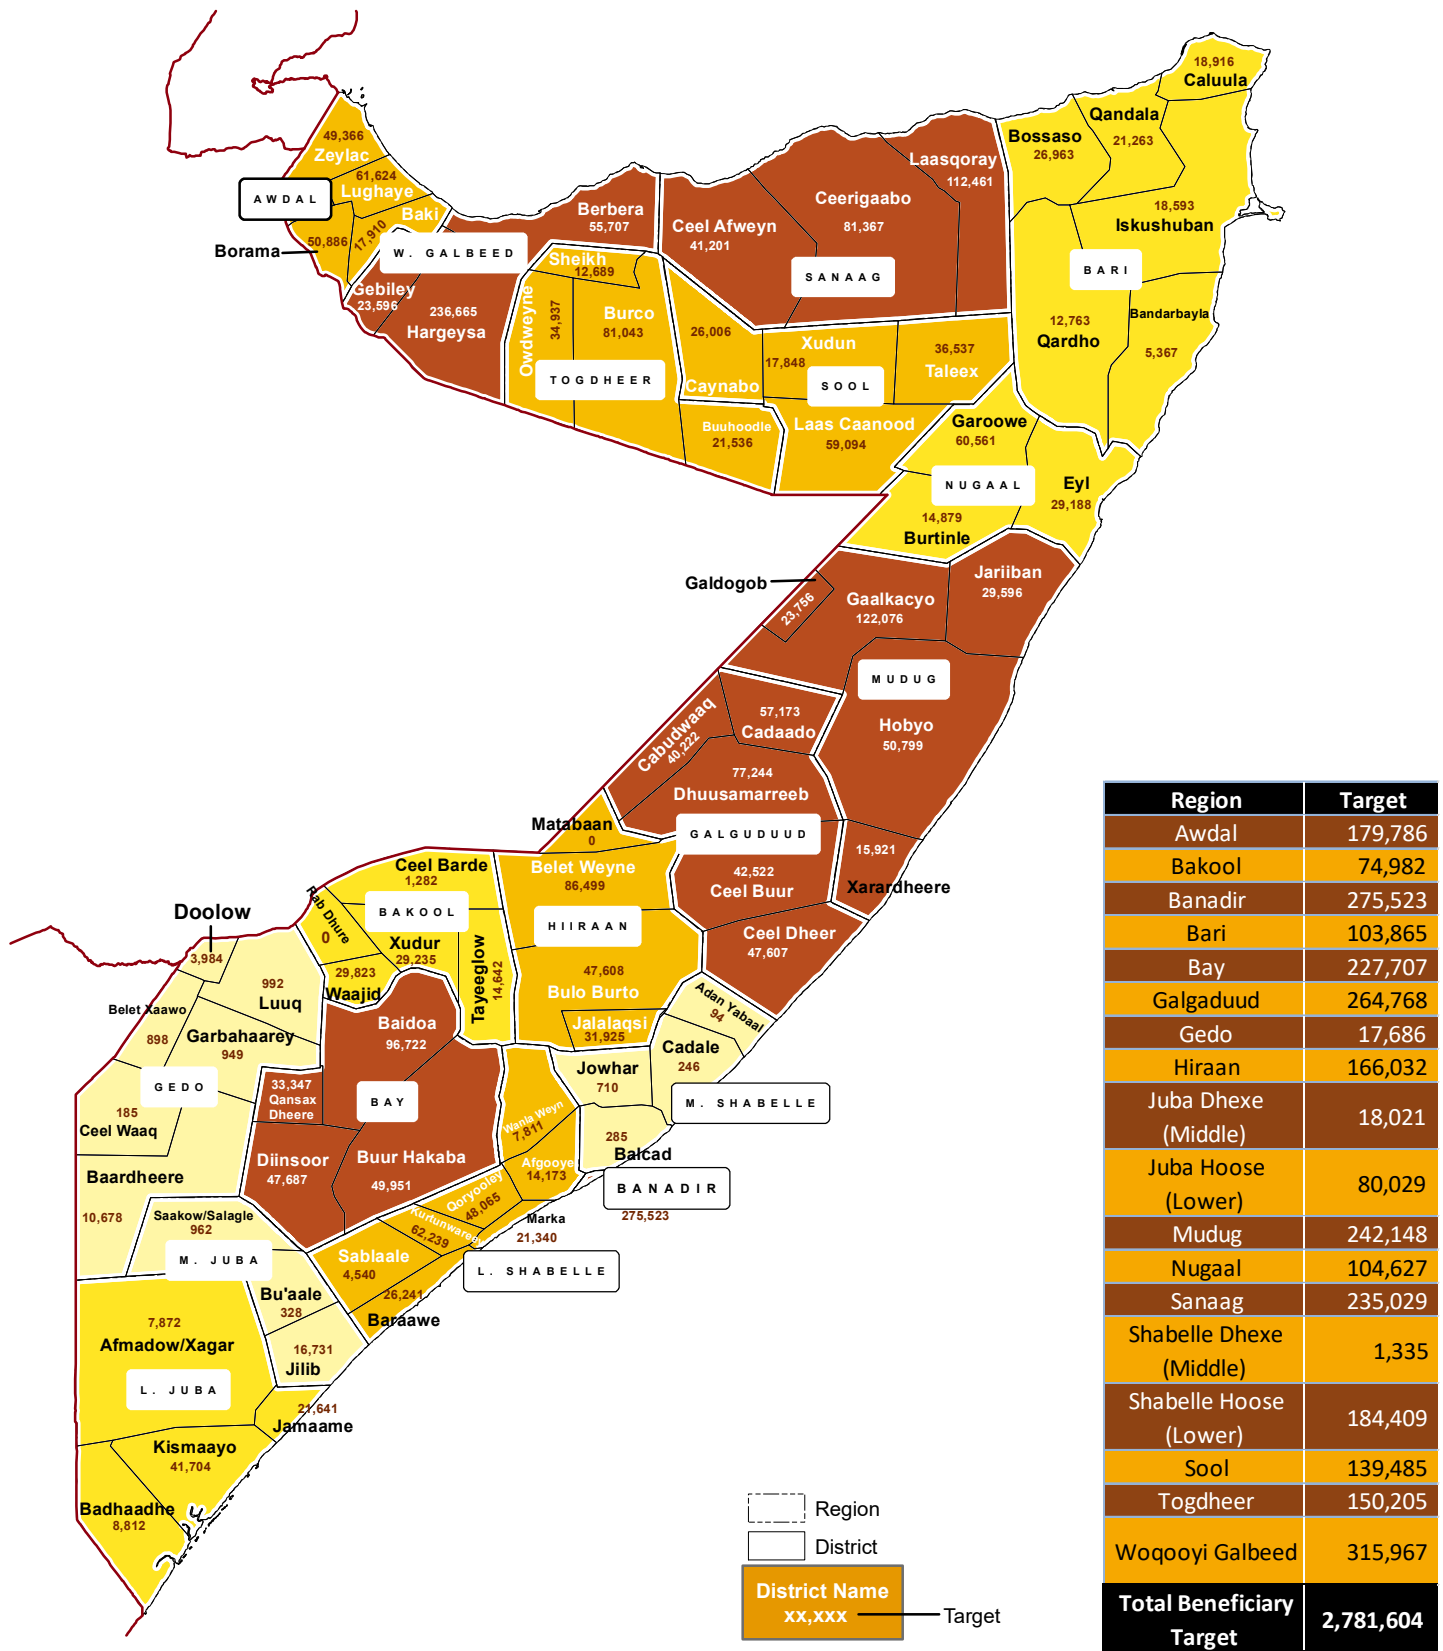 18,916
Caluula
Qandala
21,263
Bossaso
26,963
49,366
Zeylac
61,624
Lughaye
AWDAL
Baki
17,910
50,886
Borama
Laasqoray
112,461
Ceerigaabo
81,367
Berbera
55,707
Ceel Afweyn
41,201
18,593
Iskushuban
W. GALBEED
Sheikh
12,689
SANAAG
BARI
Gebiley
23,596
236,665
Hargeysa
Owdweyne
34,937
Burco
81,043
26,006
Caynabo
Xudun
17,848
36,537
Taleex
12,763
Qardho
Bandarbayla
5,367
TOGDHEER
SOOL
Buuhoodle
21,536
Laas Caanood
59,094
Garoowe
60,561
NUGAAL
Eyl
29,188
14,879
Burtinle
Galdogob
23,756
Gaalkacyo
122,076
Jariiban
29,596
MUDUG
Cabudwaaq
40,222
57,173
Cadaado
Hobyo
50,799
77,244
Dhuusamarreeb
Matabaan
0
GALGUDUUD
15,921
Xarardheere
Ceel Barde
1,282
Belet Weyne
86,499
42,522
Ceel Buur
Rab Dhure
0
BAKOOL
Doolow
3,984
Xudur
29,235
HIIRAAN
Ceel Dheer
47,607
29,823
Waajid
Tayeeglow
14,642
47,608
Bulo Burto
992
Luuq
Belet Xaawo
898
Garbahaarey
949
Baidoa
96,722
Jalalaqsi
31,925
Adan Yabaal
94
Cadale
246
Jowhar
710
GEDO
33,347
Qansax
Dheere
BAY
M. SHABELLE
185
Ceel Waaq
Wanla Weyn
7,811
285
Balcad
Diinsoor
47,687
Buur Hakaba
49,951
Afgooye
14,173
BANADIR
275,523
Baardheere
10,678
Qoryooley
48,065
Saakow/Salagle
962
Kurtunwaarey
62,239
Marka
21,340
M. JUBA
Sablaale
4,540
L. SHABELLE
Bu'aale
328
26,241
Baraawe
7,872
Afmadow/Xagar
16,731
Jilib
L. JUBA
21,641
Jamaame
Kismaayo
41,704
Badhaadhe
8,812
Region
District
District Name
xx,xxx
Target
Region Target
Awdal 179,786
Bakool 74,982
Banadir 275,523
Bari 103,865
Bay 227,707
Galgaduud 264,768
Gedo 17,686
Hiraan 166,032
Juba Dhexe
(Middle) 18,021
Juba Hoose
(Lower) 80,029
Mudug 242,148
Nugaal 104,627
Sanaag 235,029
Shabelle Dhexe
(Middle) 1,335
Shabelle Hoose
(Lower) 184,409
Sool 139,485
Togdheer 150,205
Woqooyi Galbeed 315,967
Total Beneficiary
Target 2,781,604